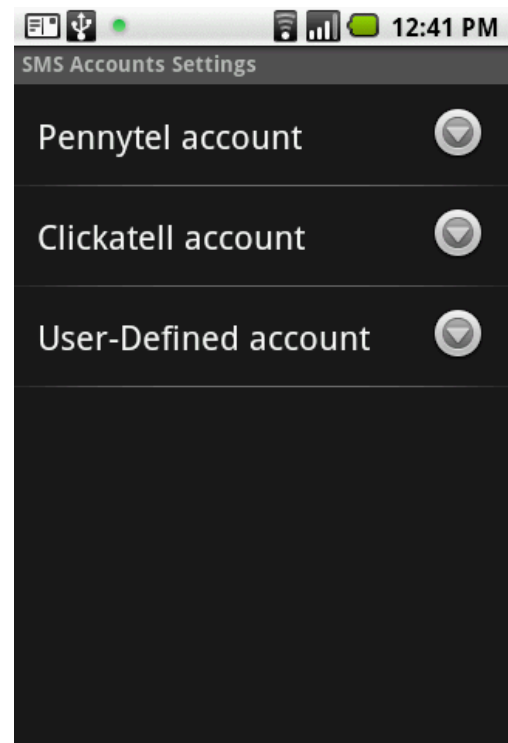 12:41 PM
SMS Accounts Settings
Pennytel account
Clickatell account
User-Defined account